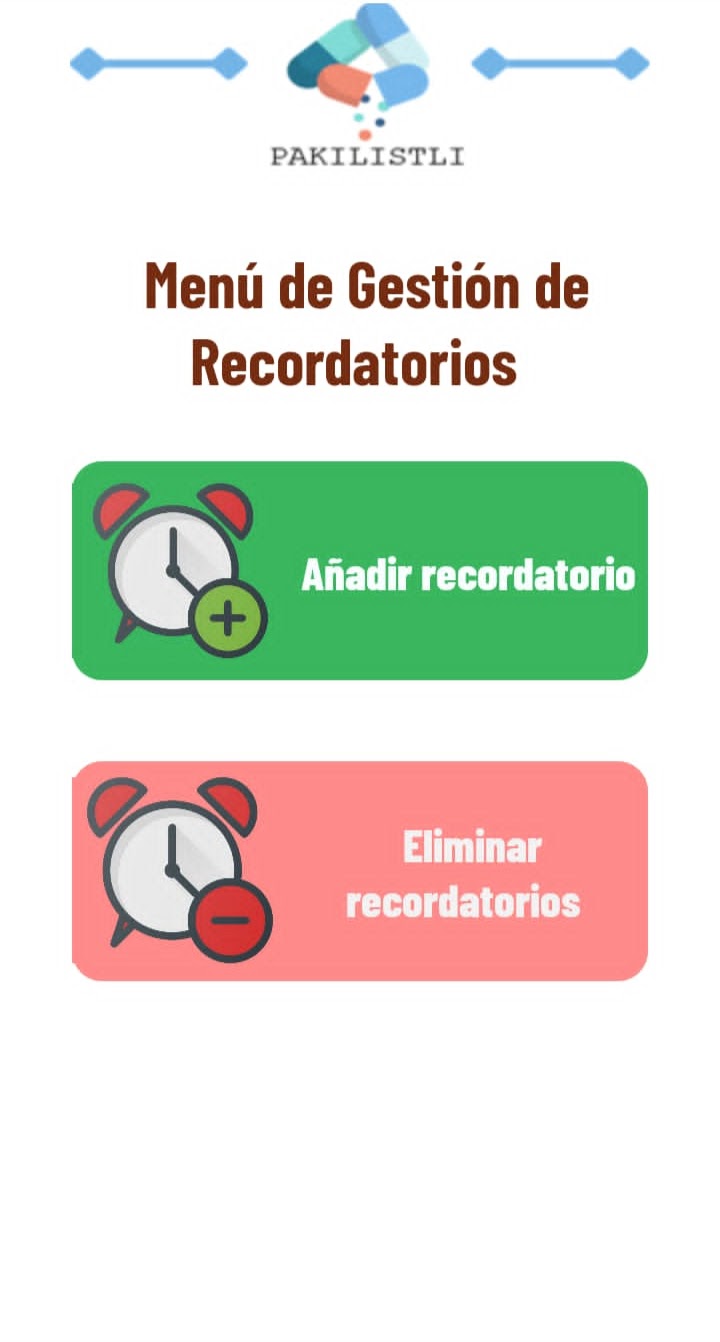 PAKILISTLI
Menú de Gestión de
Recordatorios
Añadir recordatorio
Eliminar
recordatorios